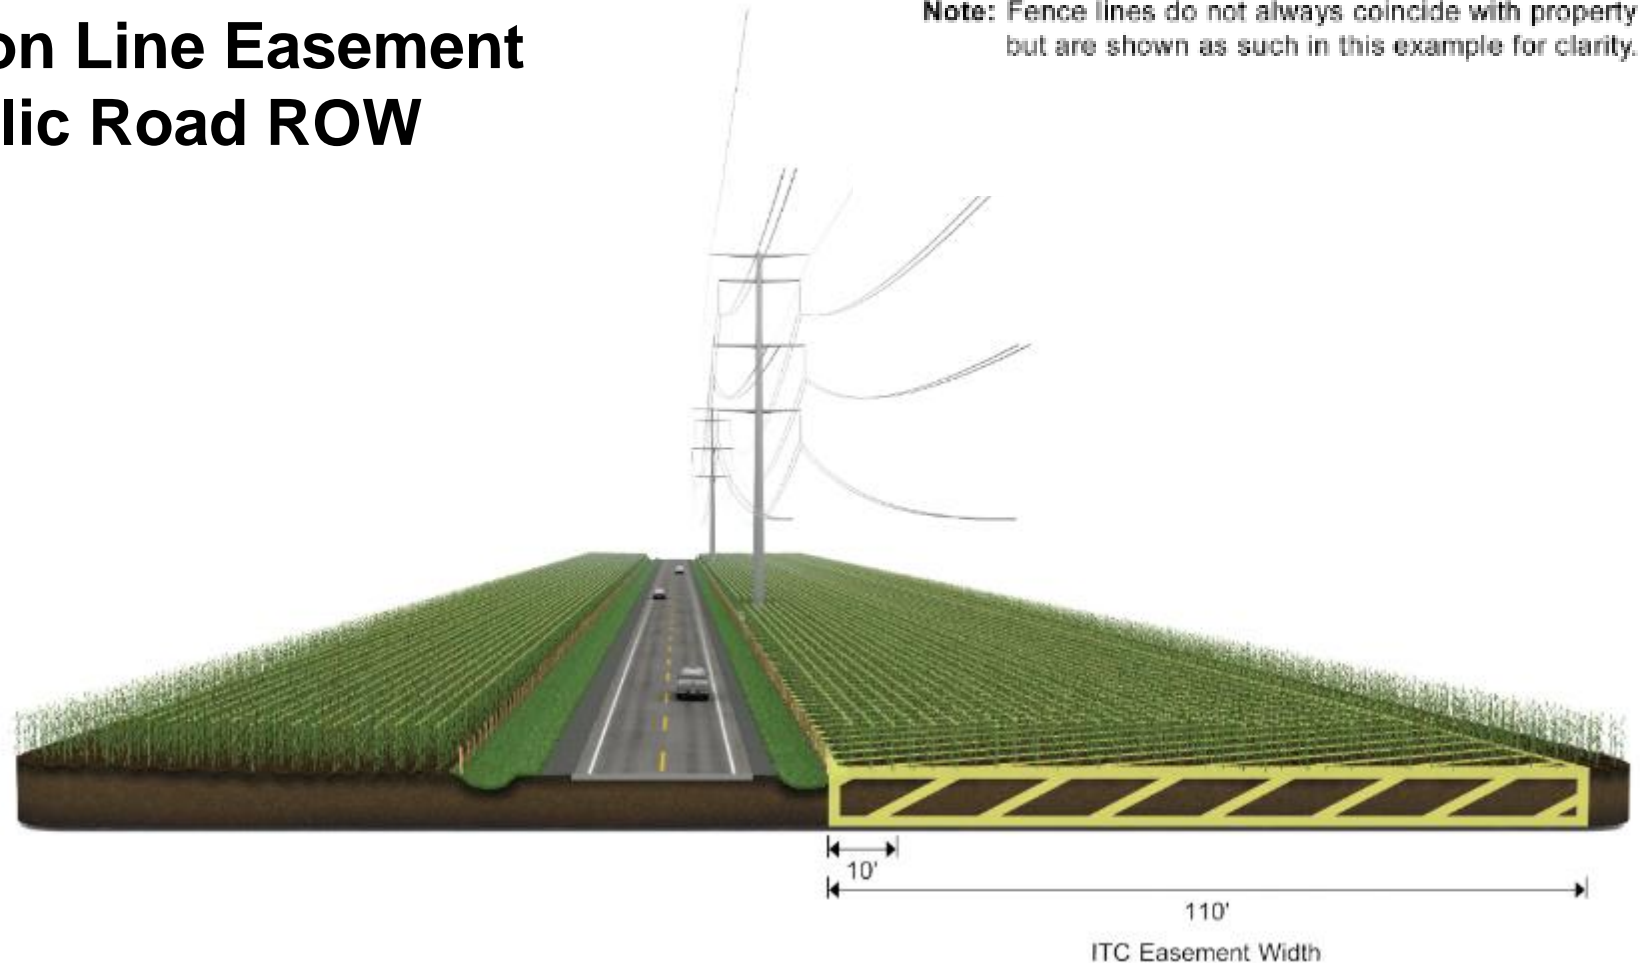 on Line Easement
lic Road ROW
Note: Fence lines do not always coincide with property
but are shown as such in this example for clarity.
10'
110'
ITC Easement Width